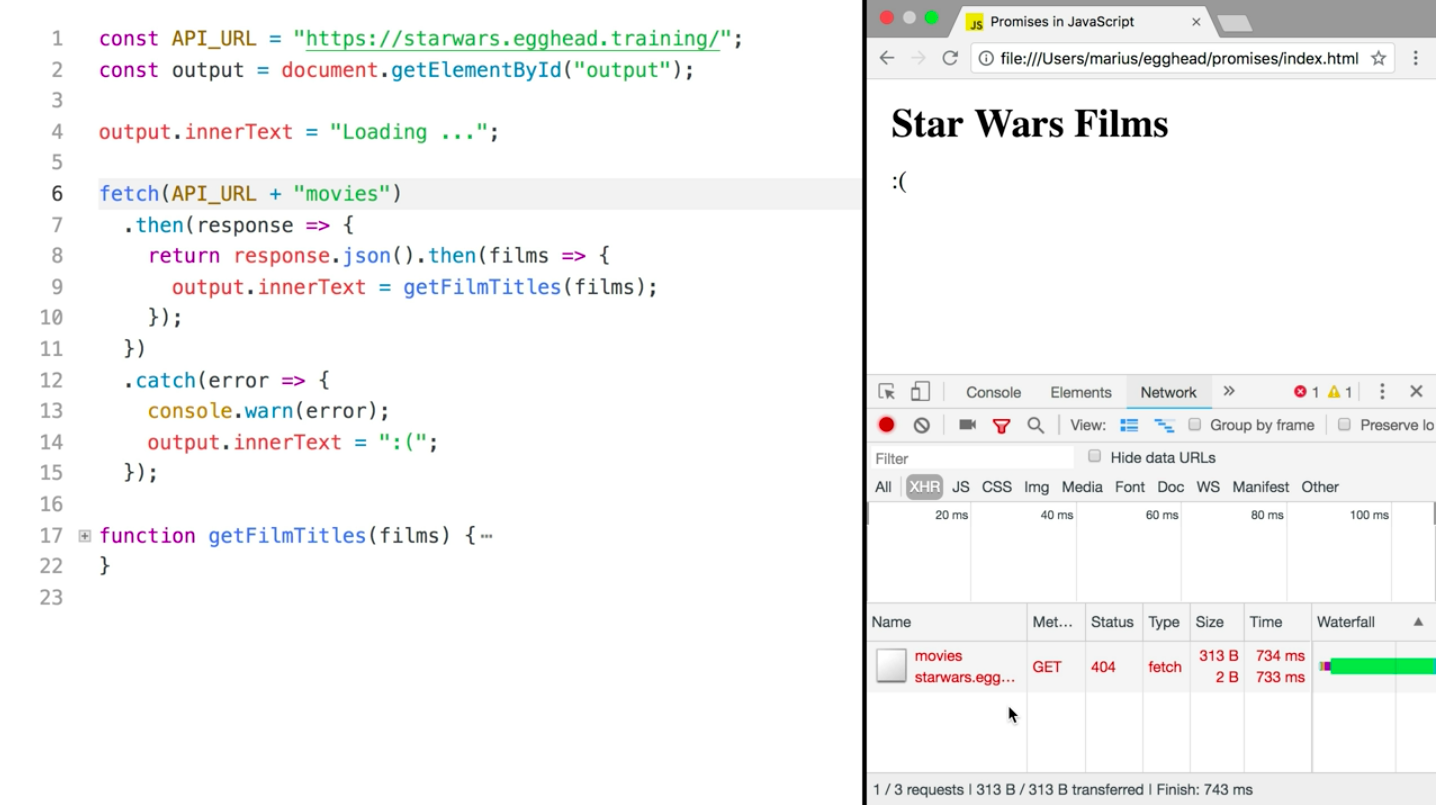 1 const API_URL = "https://starwars.egghead.training/";
2 const output = document.getElementById("output");
3
4 output.innerText = "Loading ...";
5
6 fetch(API_URL + "movies")
7 .then(response => {
8 return response.json().then(films => {
9 output.innerText = getFilmTitles(films);
10 });
11 })
12 .catch(error => {
13 console.warn(error);
14 output.innerText = ":(";
15 });
16
17 function getFilmTitles(films) {⋯
22 }
23
JS Promises in JavaScript
file:///Users/marius/egghead/promises/index.html
Star Wars Films
:(
Console Elements Network 1 1
View: Group by frame Preserve lo
Filter Hide data URLs
All XHR JS CSS Img Media Font Doc WS Manifest Other
20 ms 40 ms 60 ms 80 ms 100 ms
Name Met... Status Type Size Time Waterfall
movies GET 404 fetch 313 B 734 ms
starwars.egg... 2 B 733 ms
1 / 3 requests | 313 B / 313 B transferred | Finish: 743 ms